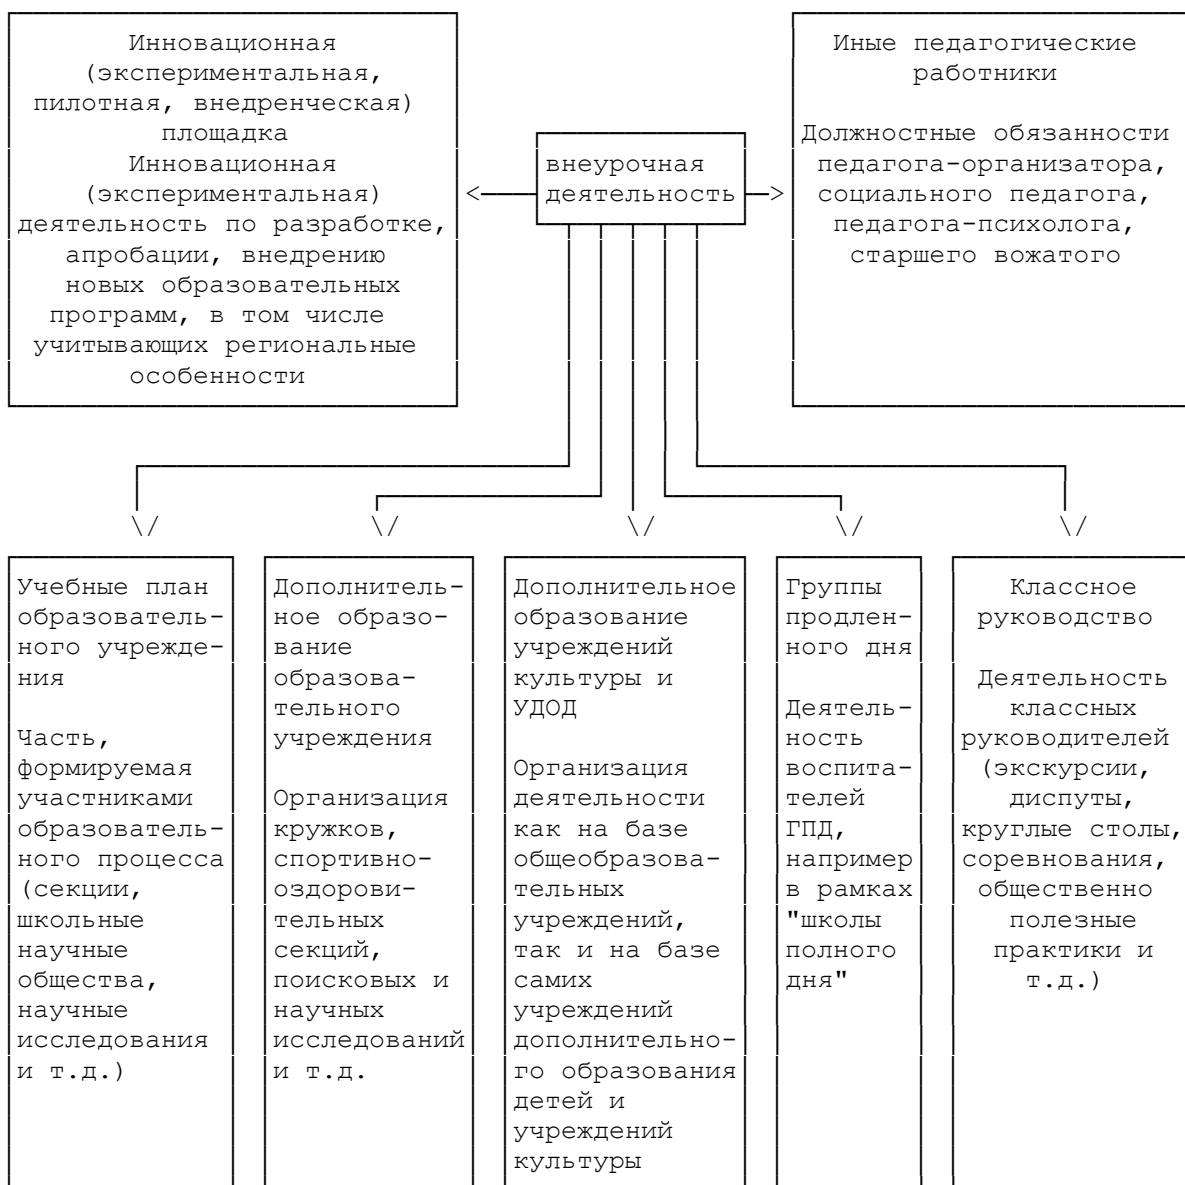 Инновационная
(экспериментальная,
пилотная, внедренческая)
площадка
Инновационная
(экспериментальная)
деятельность по разработке,
апробации, внедрению
новых образовательных
программ, в том числе
учитывающих региональные
особенности
внеурочная
деятельность
Иные педагогические
работники
Должностные обязанности
педагога-организатора,
социального педагога,
педагога-психолога,
старшего вожатого
Учебные план
образователь-
ного учрежде-
ния
Часть,
формируемая
участниками
образователь-
ного процесса
(секции,
школьные
научные
общества,
научные
исследования
и т.д.)
Дополнитель-
ное образо-
вание
образова-
тельного
учреждения
Организация
кружков,
спортивно-
оздорови-
тельных
секций,
поисковых и
научных
исследований
и т.д.
Дополнительное
образование
учреждений
культуры и
УДОД
Организация
деятельности
как на базе
общеобразова-
тельных
учреждений,
так и на базе
самих
учреждений
дополнительно-
го образования
детей и
учреждений
культуры
Группы
продлен-
ного дня
Деятель-
ность
воспита-
телей
ГПД,
например
в рамках
"школы
полного
дня"
Классное
руководство
Деятельность
классных
руководителей
(экскурсии,
диспуты,
круглые столы,
соревнования,
общественно
полезные
практики и
т.д.)